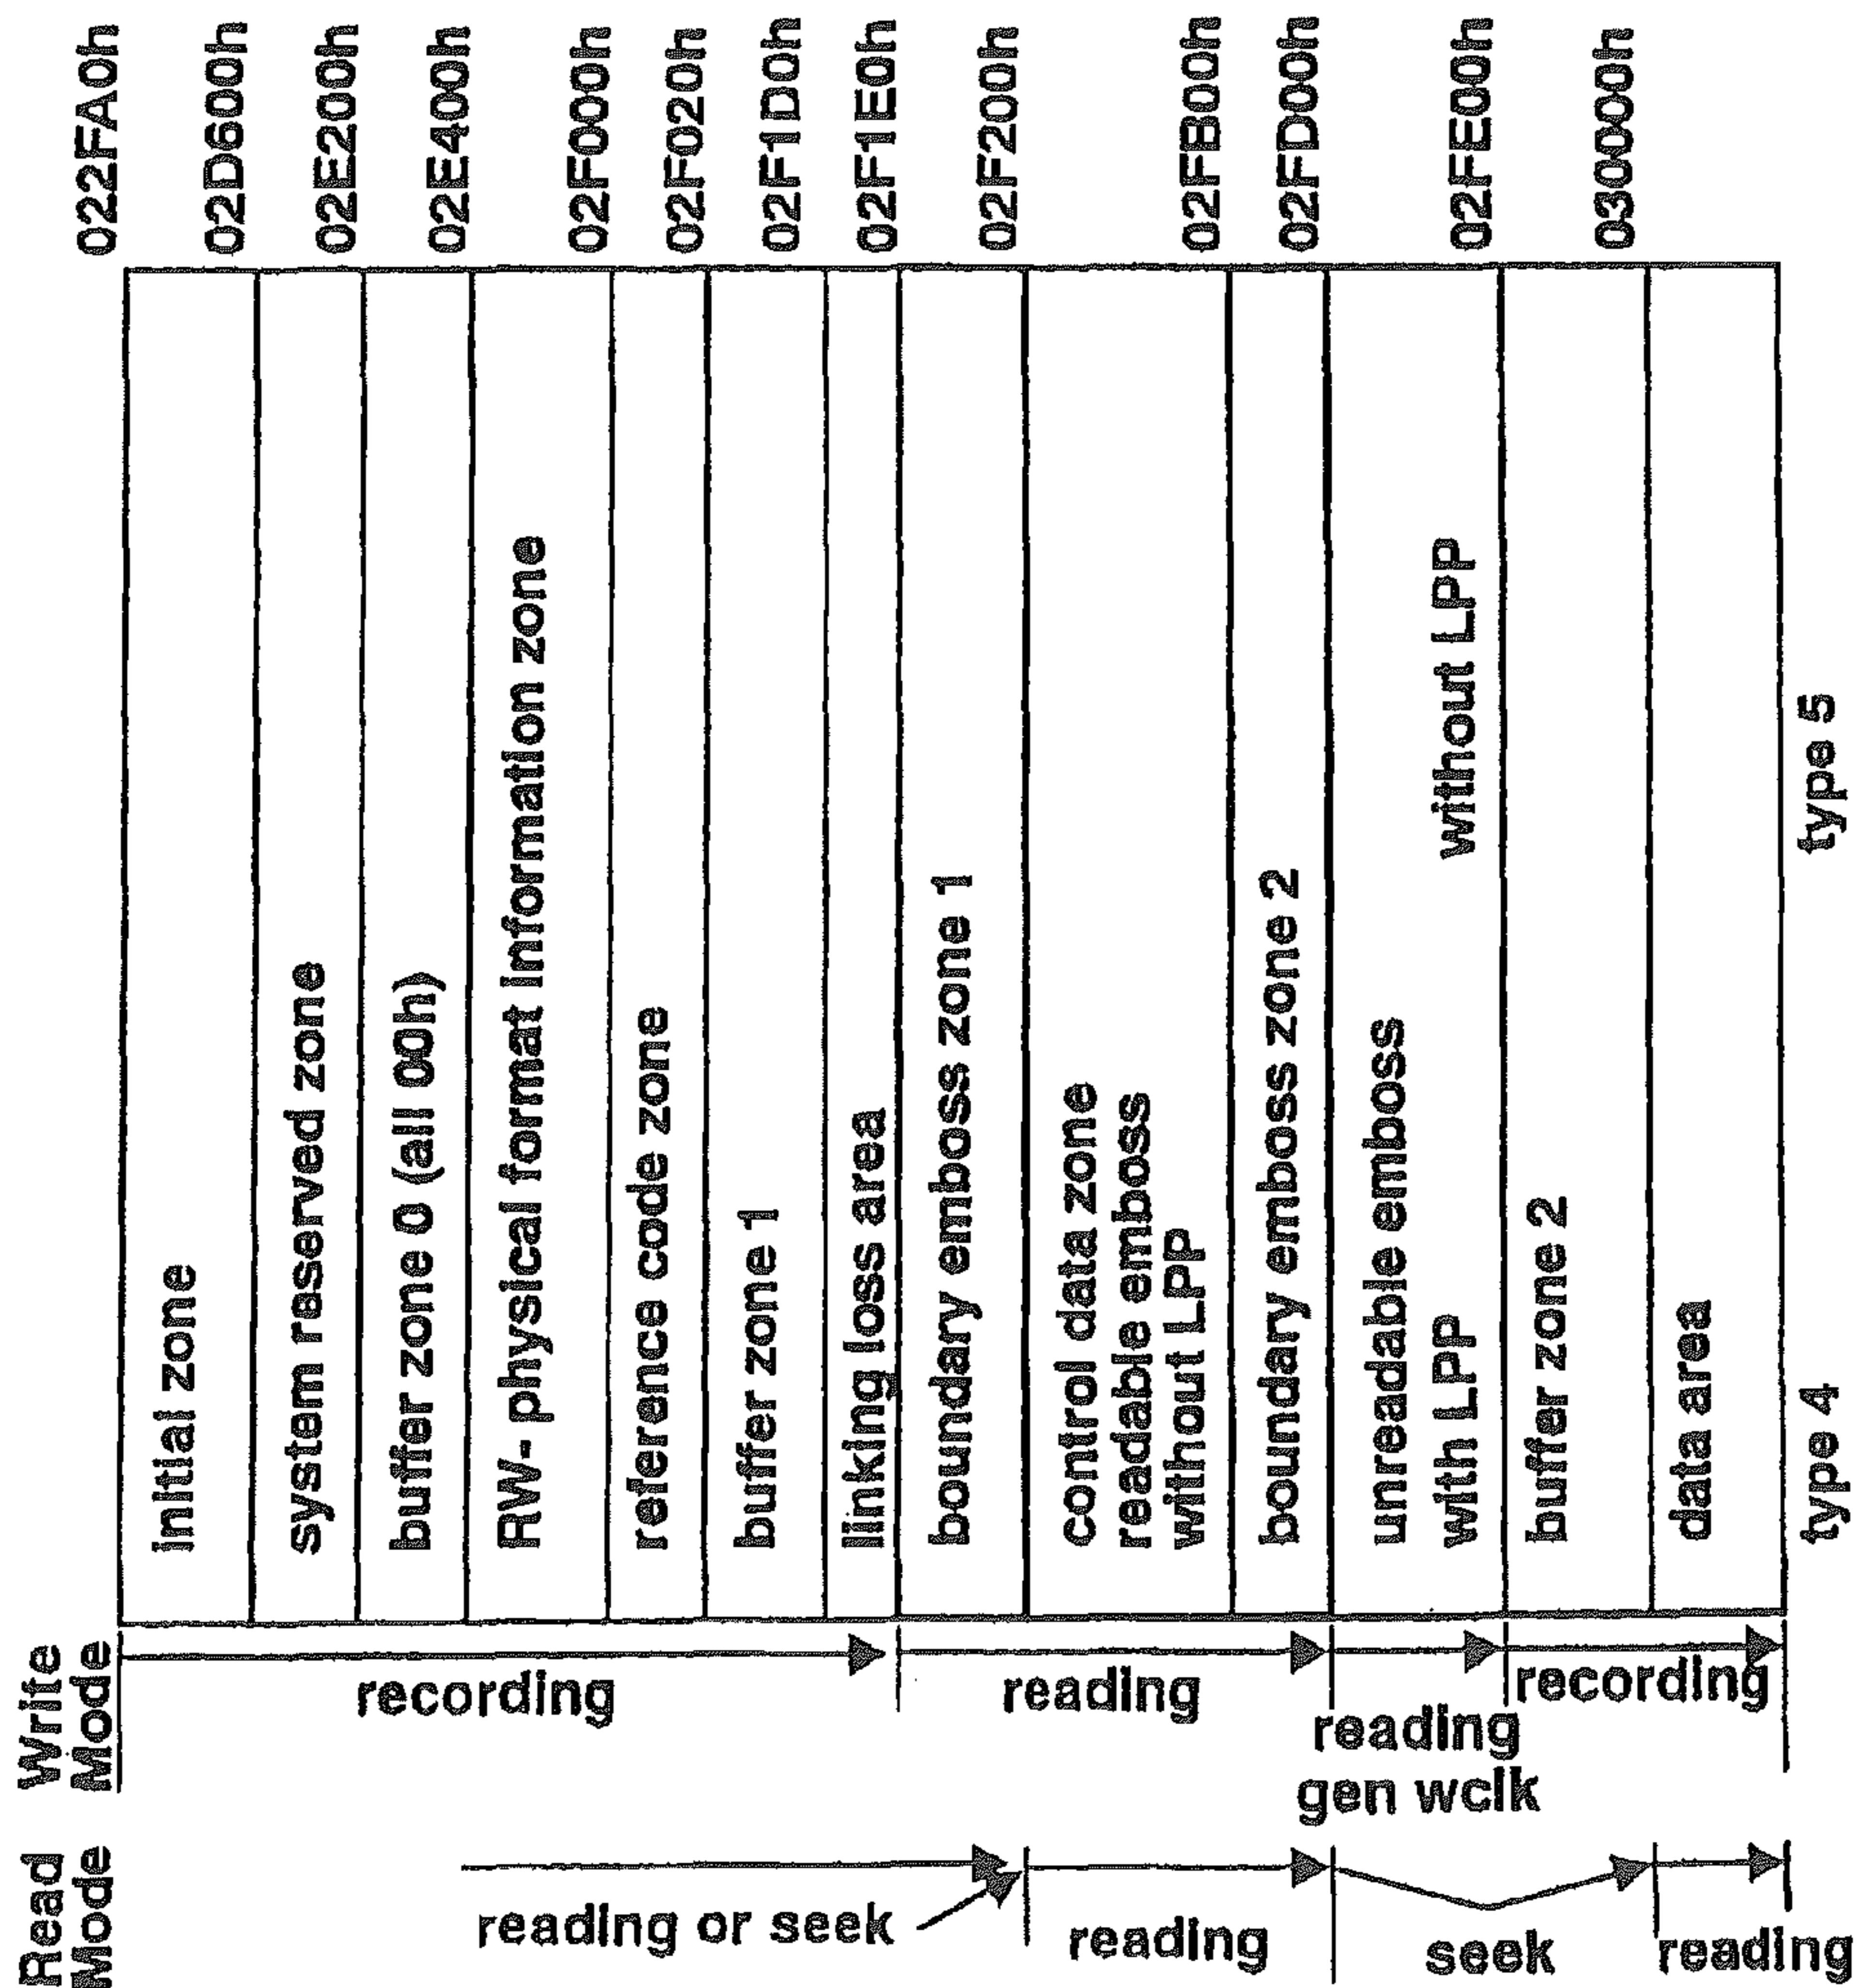 022FA0h
02D600h
02E200h
02E400h
02F000h
02F020h
02F1D0h
02F1E0h
02F200h
02FB00h
02FD00h
02FE00h
030000h
initial zone
system reserved zone
buffer zone 0 (all 00h)
RW- physical format information zone
reference code zone
buffer zone 1
linking loss area
boundary emboss zone 1
control data zone
readable emboss
without LPP
boundary emboss zone 2
unreadable emboss
with LPP
without LPP
buffer zone 2
data area
type 4
type 5
Write
Mode
recording
reading
reading
gen wclk
recording
Read
Mode
reading or seek
reading
seek
reading